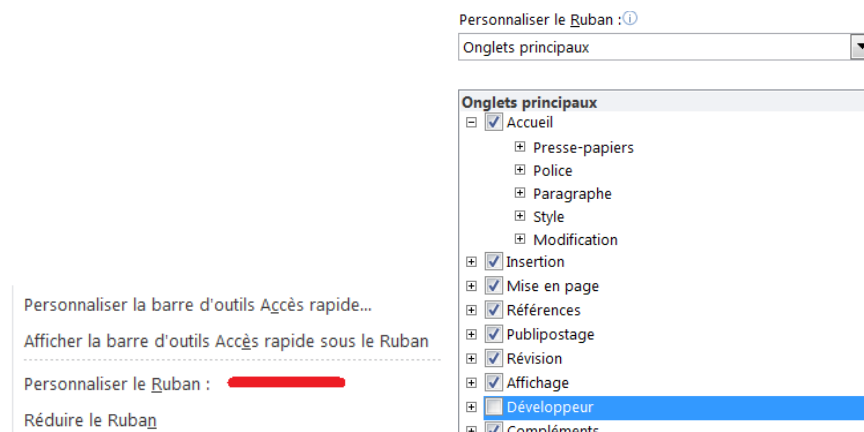 Personnaliser le Ruban :
Onglets principaux
Onglets principaux
Accueil
Presse-papiers
Police
Paragraphe
Style
Modification
Insertion
Mise en page
Références
Publipostage
Révision
Affichage
Développeur
Compléments
Personnaliser la barre d'outils Accès rapide...
Afficher la barre d'outils Accès rapide sous le Ruban
Personnaliser le Ruban :
Réduire le Ruban